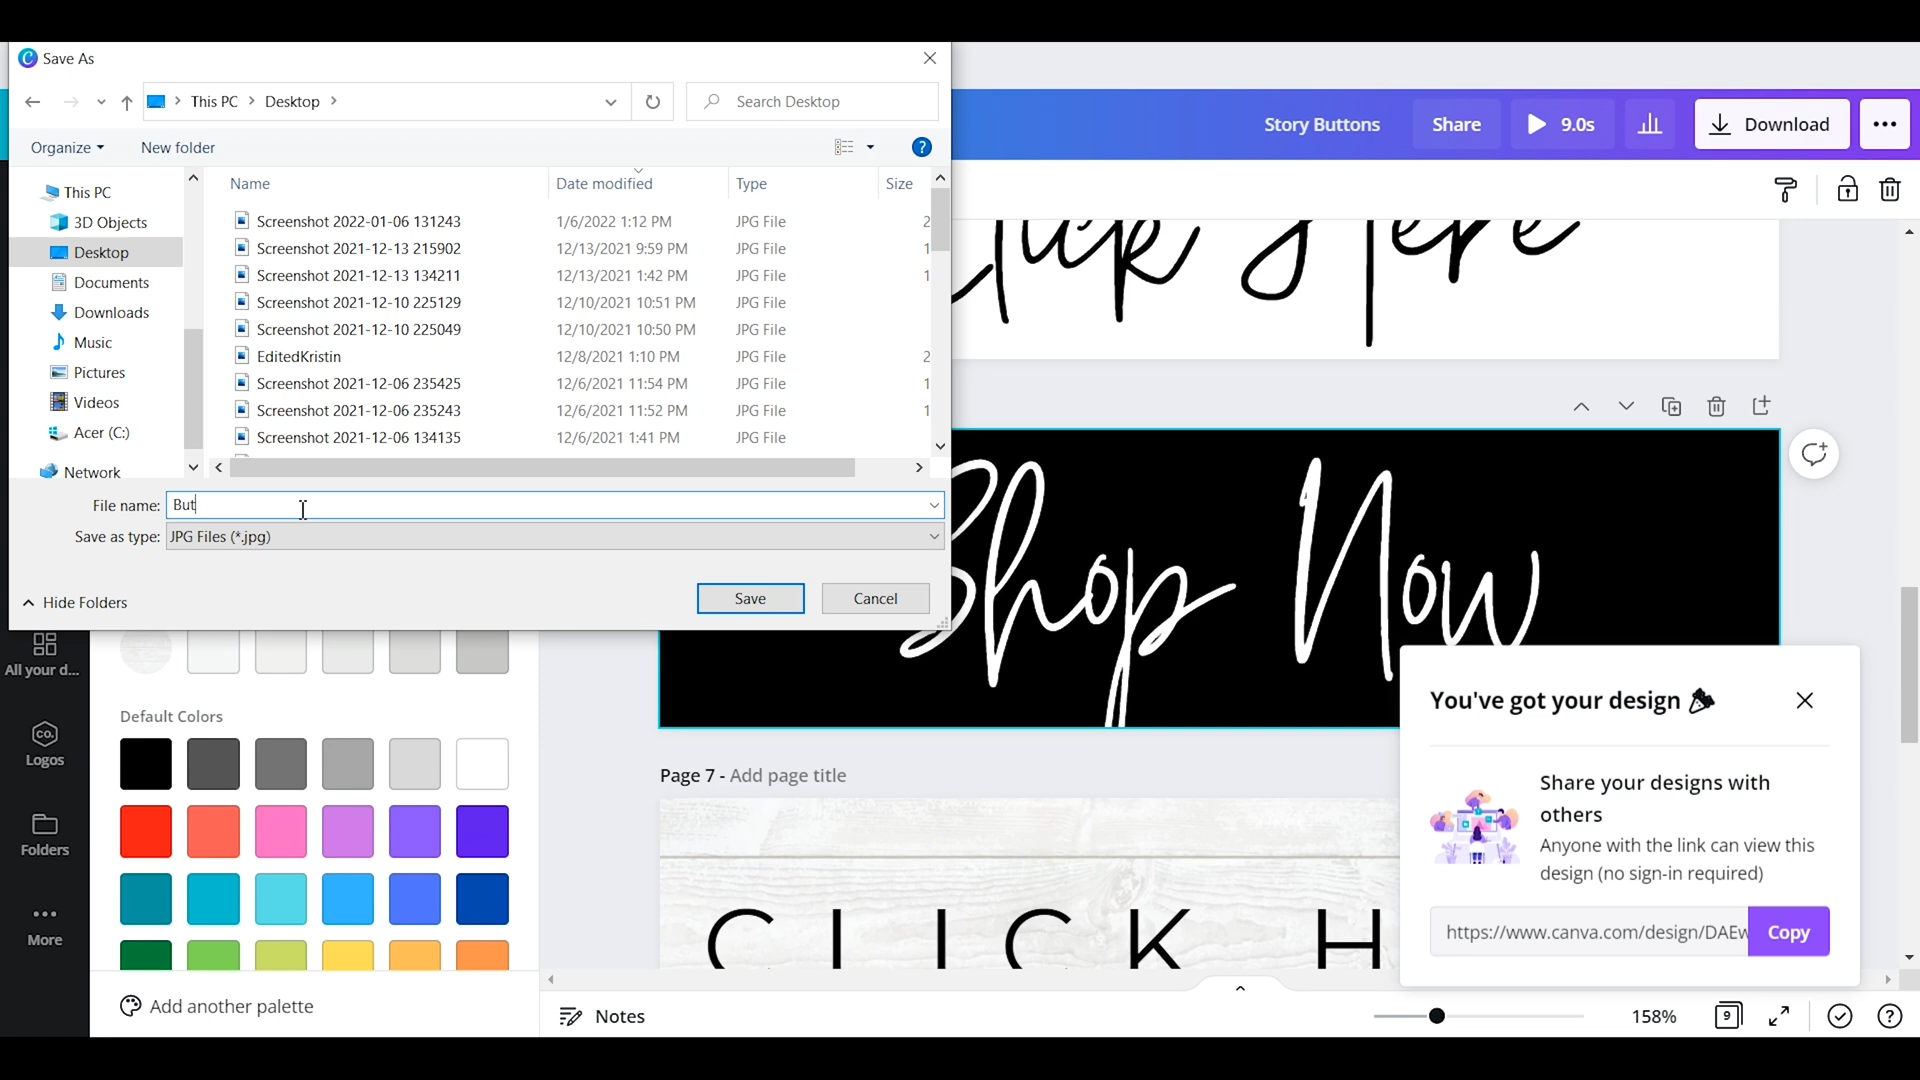 Save As
This PC > Desktop >
Search Desktop
Organize
New folder
Name
Date modified
Type
Size
This PC
3D Objects
Desktop
Documents
Downloads
Music
Pictures
Videos
Acer (C:)
Network
Screenshot 2022-01-06 131243 1/6/2022 1:12 PM JPG File 2
Screenshot 2021-12-13 215902 12/13/2021 9:59 PM JPG File 1
Screenshot 2021-12-13 134211 12/13/2021 1:42 PM JPG File 1
Screenshot 2021-12-10 225129 12/10/2021 10:51 PM JPG File
Screenshot 2021-12-10 225049 12/10/2021 10:50 PM JPG File
EditedKristin 12/8/2021 1:10 PM JPG File 2
Screenshot 2021-12-06 235425 12/6/2021 11:54 PM JPG File 1
Screenshot 2021-12-06 235243 12/6/2021 11:52 PM JPG File 1
Screenshot 2021-12-06 134135 12/6/2021 1:41 PM JPG File
File name: But
Save as type: JPG Files (*.jpg)
Hide Folders
Save
Cancel
Story Buttons
Share
9.0s
Download
Click Here
Shop Now
All your d...
Logos
Folders
More
Default Colors
Add another palette
Page 7 - Add page title
CLICK H
You've got your design
Share your designs with
others
Anyone with the link can view this
design (no sign-in required)
https://www.canva.com/design/DAEw
Copy
Notes
158%
9